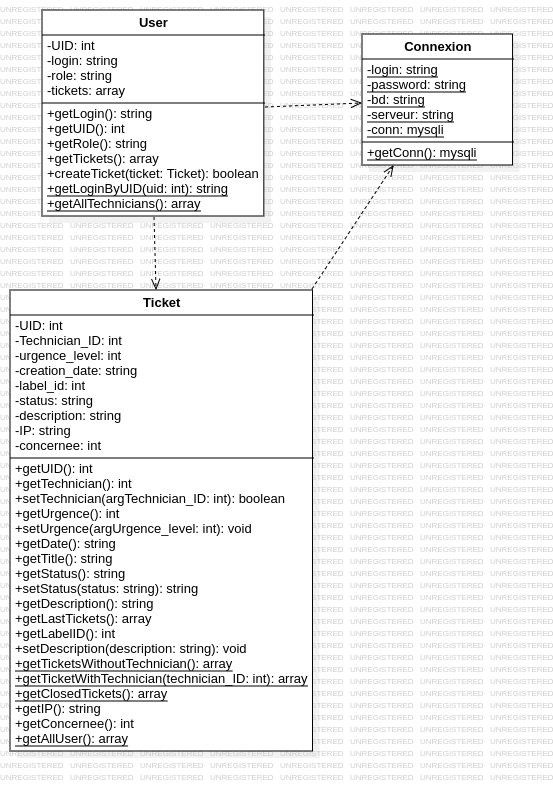 User
-UID: int
-login: string
-role: string
-tickets: array
+getLogin(): string
+getUID(): int
+getRole(): string
+getTickets(): array
+createTicket(ticket: Ticket): boolean
+getLoginByUID(uid: int): string
+getAllTechnicians(): array
Connexion
-login: string
-password: string
-bd: string
-serveur: string
-conn: mysqli
+getConn(): mysqli
Ticket
-UID: int
-Technician_ID: int
-urgence_level: int
-creation_date: string
-label_id: int
-status: string
-description: string
-IP: string
-concernee: int
+getUID(): int
+getTechnician(): int
+setTechnician(argTechnician_ID: int): boolean
+getUrgence(): int
+setUrgence(argUrgence_level: int): void
+getDate(): string
+getTitle(): string
+getStatus(): string
+setStatus(status: string): string
+getDescription(): string
+getLastTickets(): array
+getLabelID(): int
+setDescription(description: string): void
+getTicketsWithoutTechnician(): array
+getTicketWithTechnician(technician_ID: int): array
+getClosedTickets(): array
+getIP(): string
+getConcernee(): int
+getAllUser(): array
UNREGISTERED